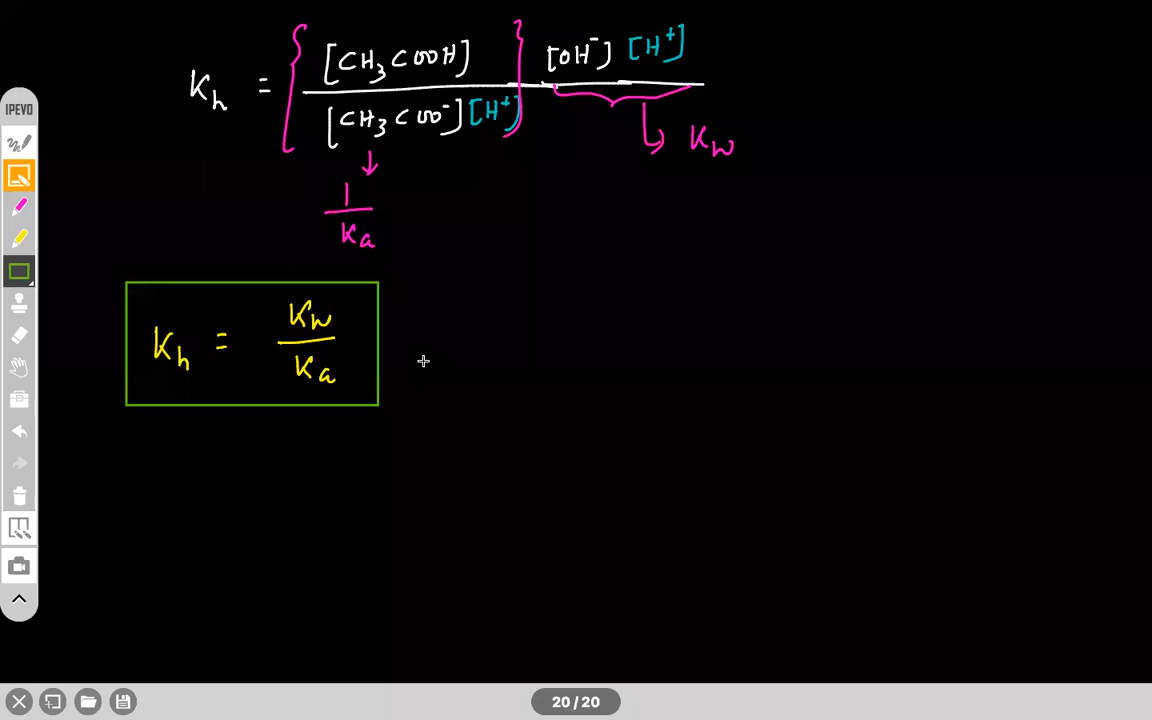 IPEVO
Kh = { [CH3COOH] / [CH3COO⁻][H⁺] } [OH⁻] [H⁺]
↓ 1/Ka
↳ Kw
Kh = Kw/Ka
20/20